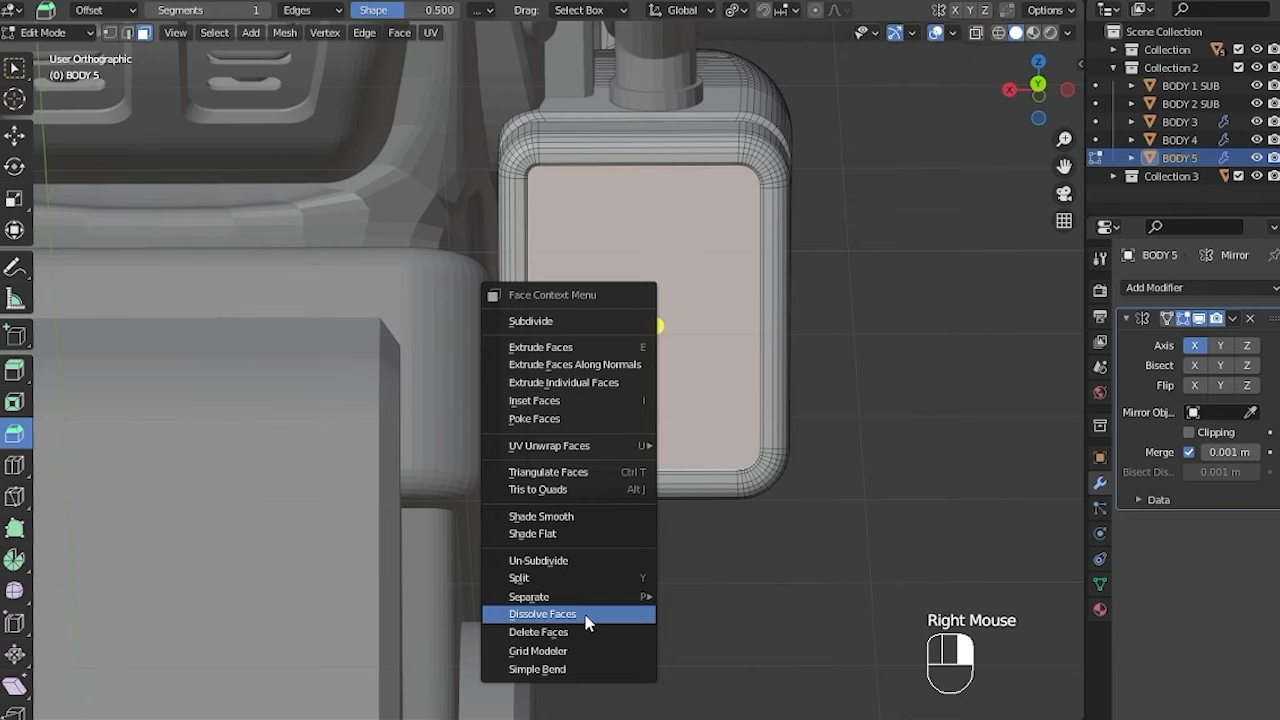 Offset Segments 1 Edges Shape 0.500 ... Drag: Select Box Global X Y Z Options
Edit Mode View Select Add Mesh Vertex Edge Face UV
User Orthographic
(0) BODY 5
Z
Y
X
Scene Collection
Collection 5
Collection 2
BODY 1 SUB
BODY 2 SUB
BODY 3
BODY 4
BODY 5
Collection 3
BODY 5 Mirror
Add Modifier
Axis X Y Z
Bisect X Y Z
Flip X Y Z
Mirror Obj...
Clipping
Merge 0.001 m
Bisect Dis... 0.001 m
Data
Face Context Menu
Subdivide
Extrude Faces E
Extrude Faces Along Normals
Extrude Individual Faces
Inset Faces I
Poke Faces
UV Unwrap Faces U
Triangulate Faces Ctrl T
Tris to Quads Alt J
Shade Smooth
Shade Flat
Un-Subdivide
Split Y
Separate P
Dissolve Faces
Delete Faces
Grid Modeler
Simple Bend
Right Mouse